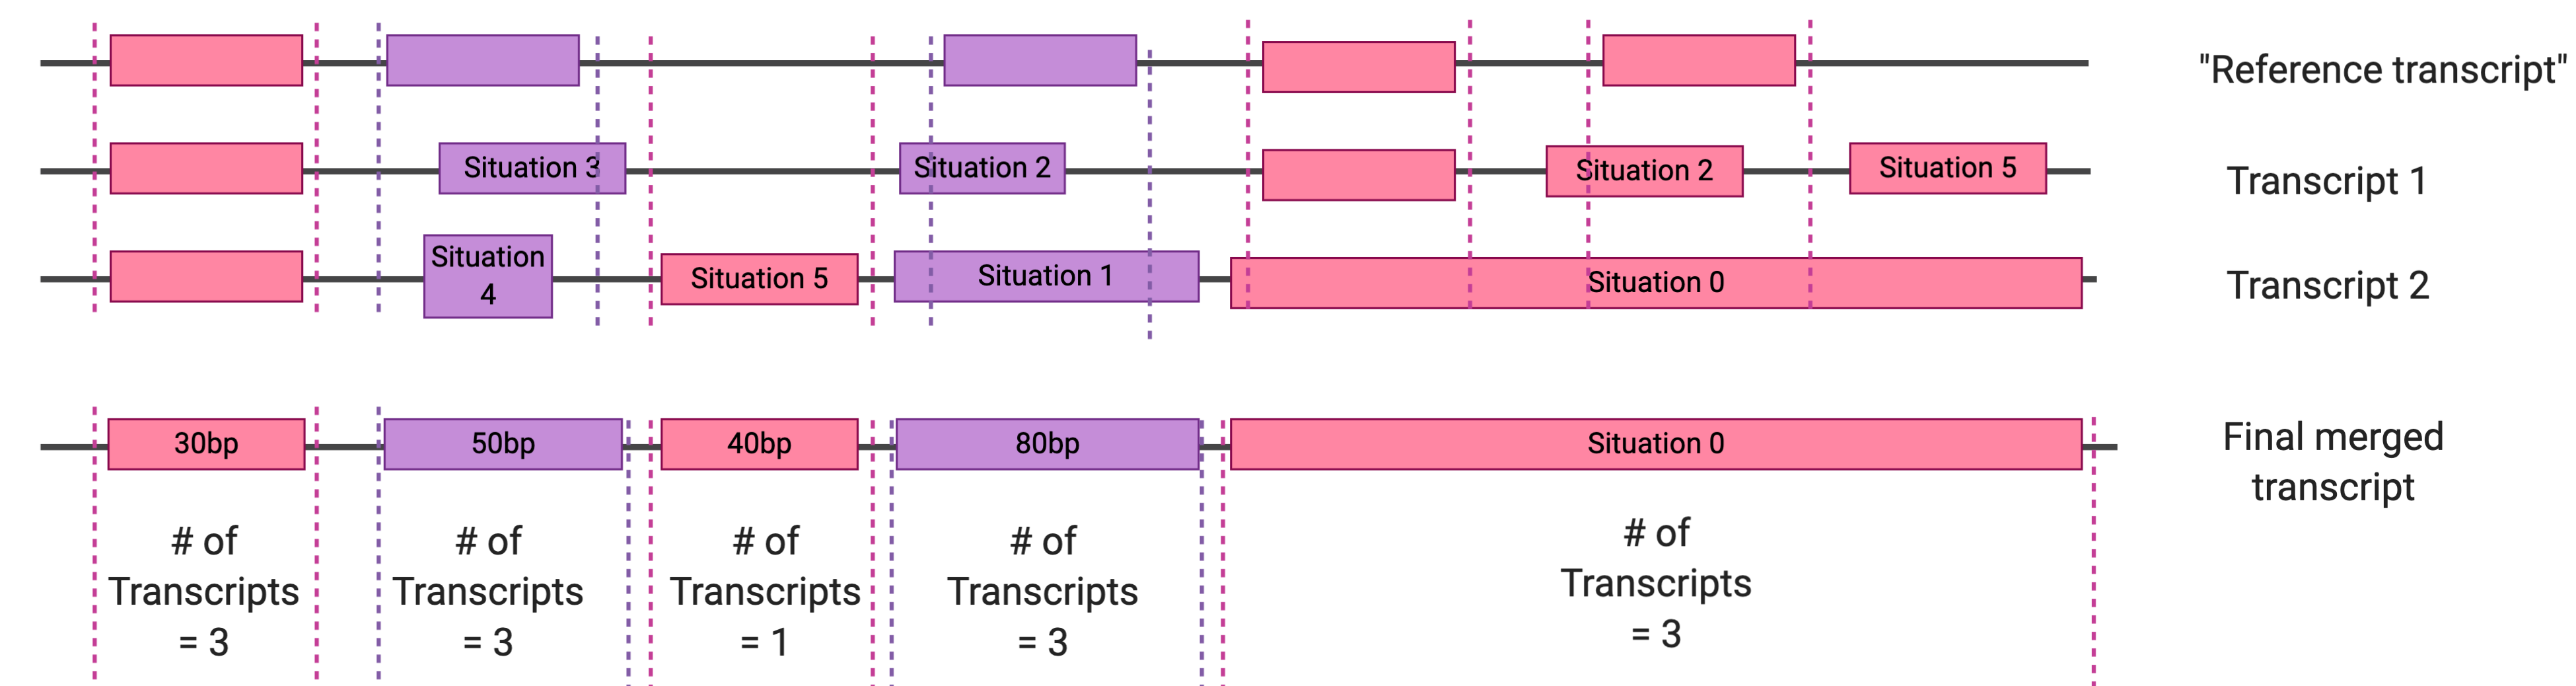 "Reference transcript"
Situation 3
Situation 2
Situation 2
Situation 5
Transcript 1
Situation
4
Situation 5
Situation 1
Situation 0
Transcript 2
30bp
50bp
40bp
80bp
Situation 0
Final merged
transcript
# of
Transcripts
= 3
# of
Transcripts
= 3
# of
Transcripts
= 1
# of
Transcripts
= 3
# of
Transcripts
= 3